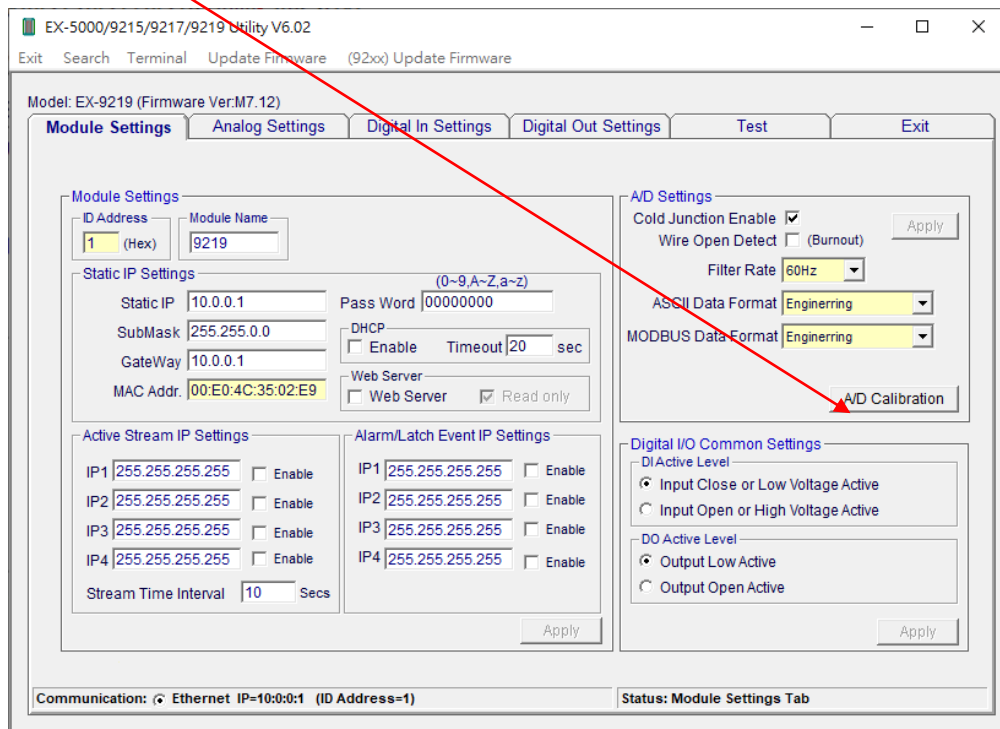 EX-5000/9215/9217/9219 Utility V6.02
Exit Search Terminal Update Firmware (92xx) Update Firmware
Model: EX-9219 (Firmware Ver:M7.12)
Module Settings Analog Settings Digital In Settings Digital Out Settings Test Exit
Module Settings
ID Address
1 (Hex)
Module Name
9219
Static IP Settings
(0~9,A~Z,a~z)
Static IP 10.0.0.1
Pass Word 00000000
SubMask 255.255.0.0
GateWay 10.0.0.1
MAC Addr. 00:E0:4C:35:02:E9
DHCP
Enable Timeout 20 sec
Web Server
Web Server Read only
Active Stream IP Settings
IP1 255.255.255.255 Enable
IP2 255.255.255.255 Enable
IP3 255.255.255.255 Enable
IP4 255.255.255.255 Enable
Stream Time Interval 10 Secs
Alarm/Latch Event IP Settings
IP1 255.255.255.255 Enable
IP2 255.255.255.255 Enable
IP3 255.255.255.255 Enable
IP4 255.255.255.255 Enable
Apply
A/D Settings
Cold Junction Enable
Apply
Wire Open Detect (Burnout)
Filter Rate 60Hz
ASCII Data Format Enginerring
MODBUS Data Format Enginerring
A/D Calibration
Digital I/O Common Settings
DI Active Level
Input Close or Low Voltage Active
Input Open or High Voltage Active
DO Active Level
Output Low Active
Output Open Active
Apply
Communication: Ethernet IP=10:0:0:1 (ID Address=1)
Status: Module Settings Tab